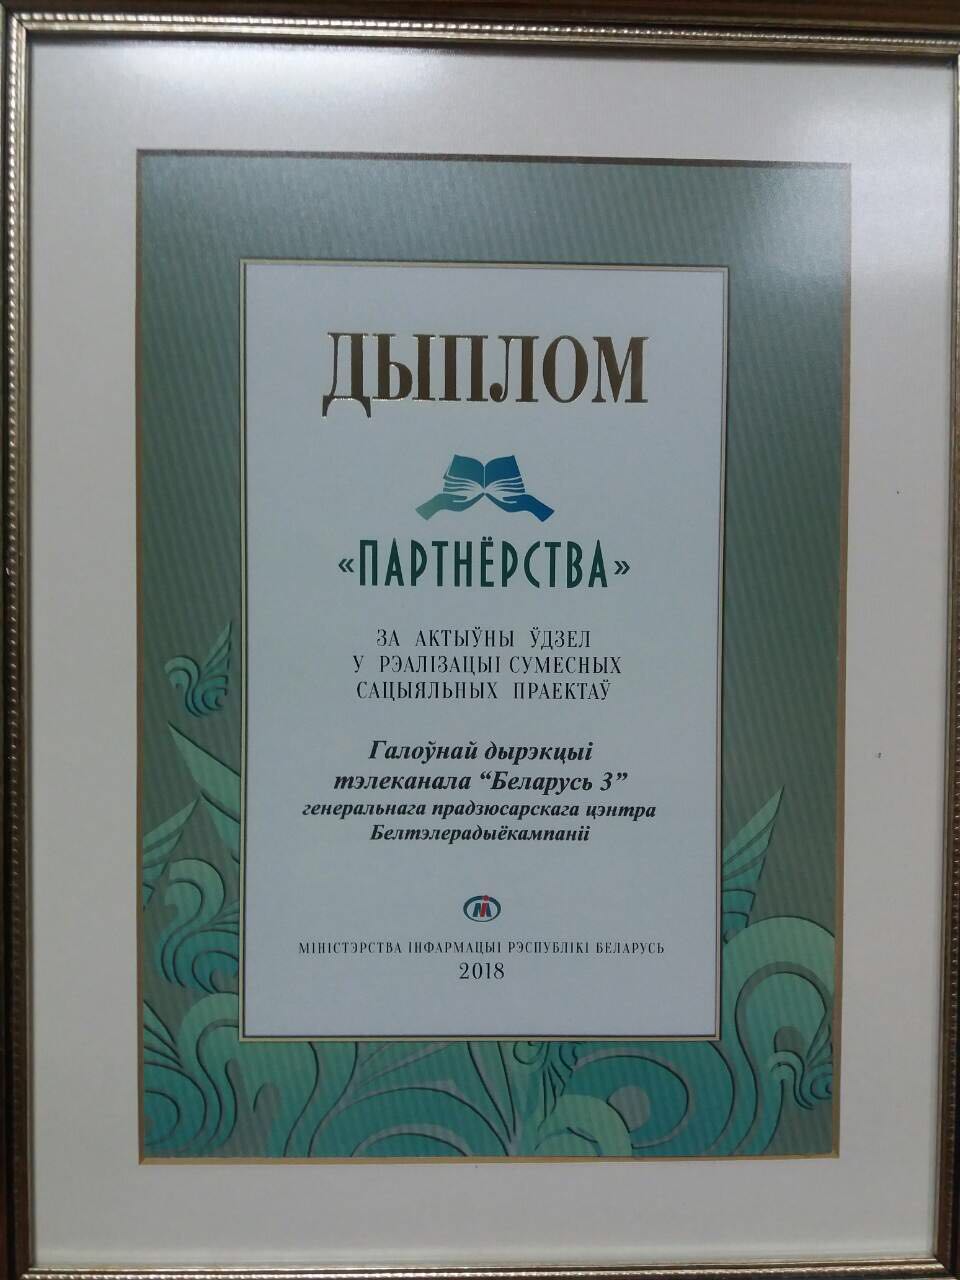 ДЫПЛОМ
«ПАРТНЁРСТВА»
ЗА АКТЫЎНЫ ЎДЗЕЛ
У РЭАЛІЗАЦЫІ СУМЕСНЫХ
САЦЫЯЛЬНЫХ ПРАЕКТАЎ
Галоўнай дырэкцыі
тэлеканала “Беларусь 3”
генеральнага прадзюсарскага цэнтра
Белтэлерадыёкампаніі
МІНІСТЭРСТВА ІНФАРМАЦЫІ РЭСПУБЛІКІ БЕЛАРУСЬ
2018